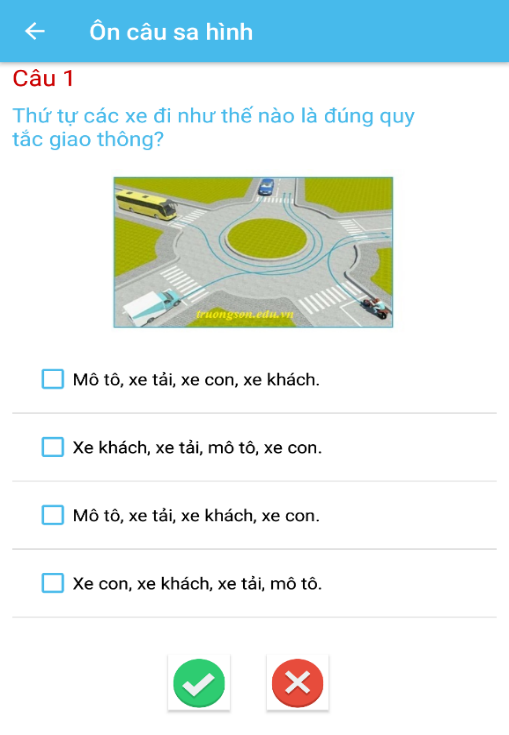 Ôn câu sa hình
Câu 1
Thứ tự các xe đi như thế nào là đúng quy
tắc giao thông?
truongson.edu.vn
Mô tô, xe tải, xe con, xe khách.
Xe khách, xe tải, mô tô, xe con.
Mô tô, xe tải, xe khách, xe con.
Xe con, xe khách, xe tải, mô tô.